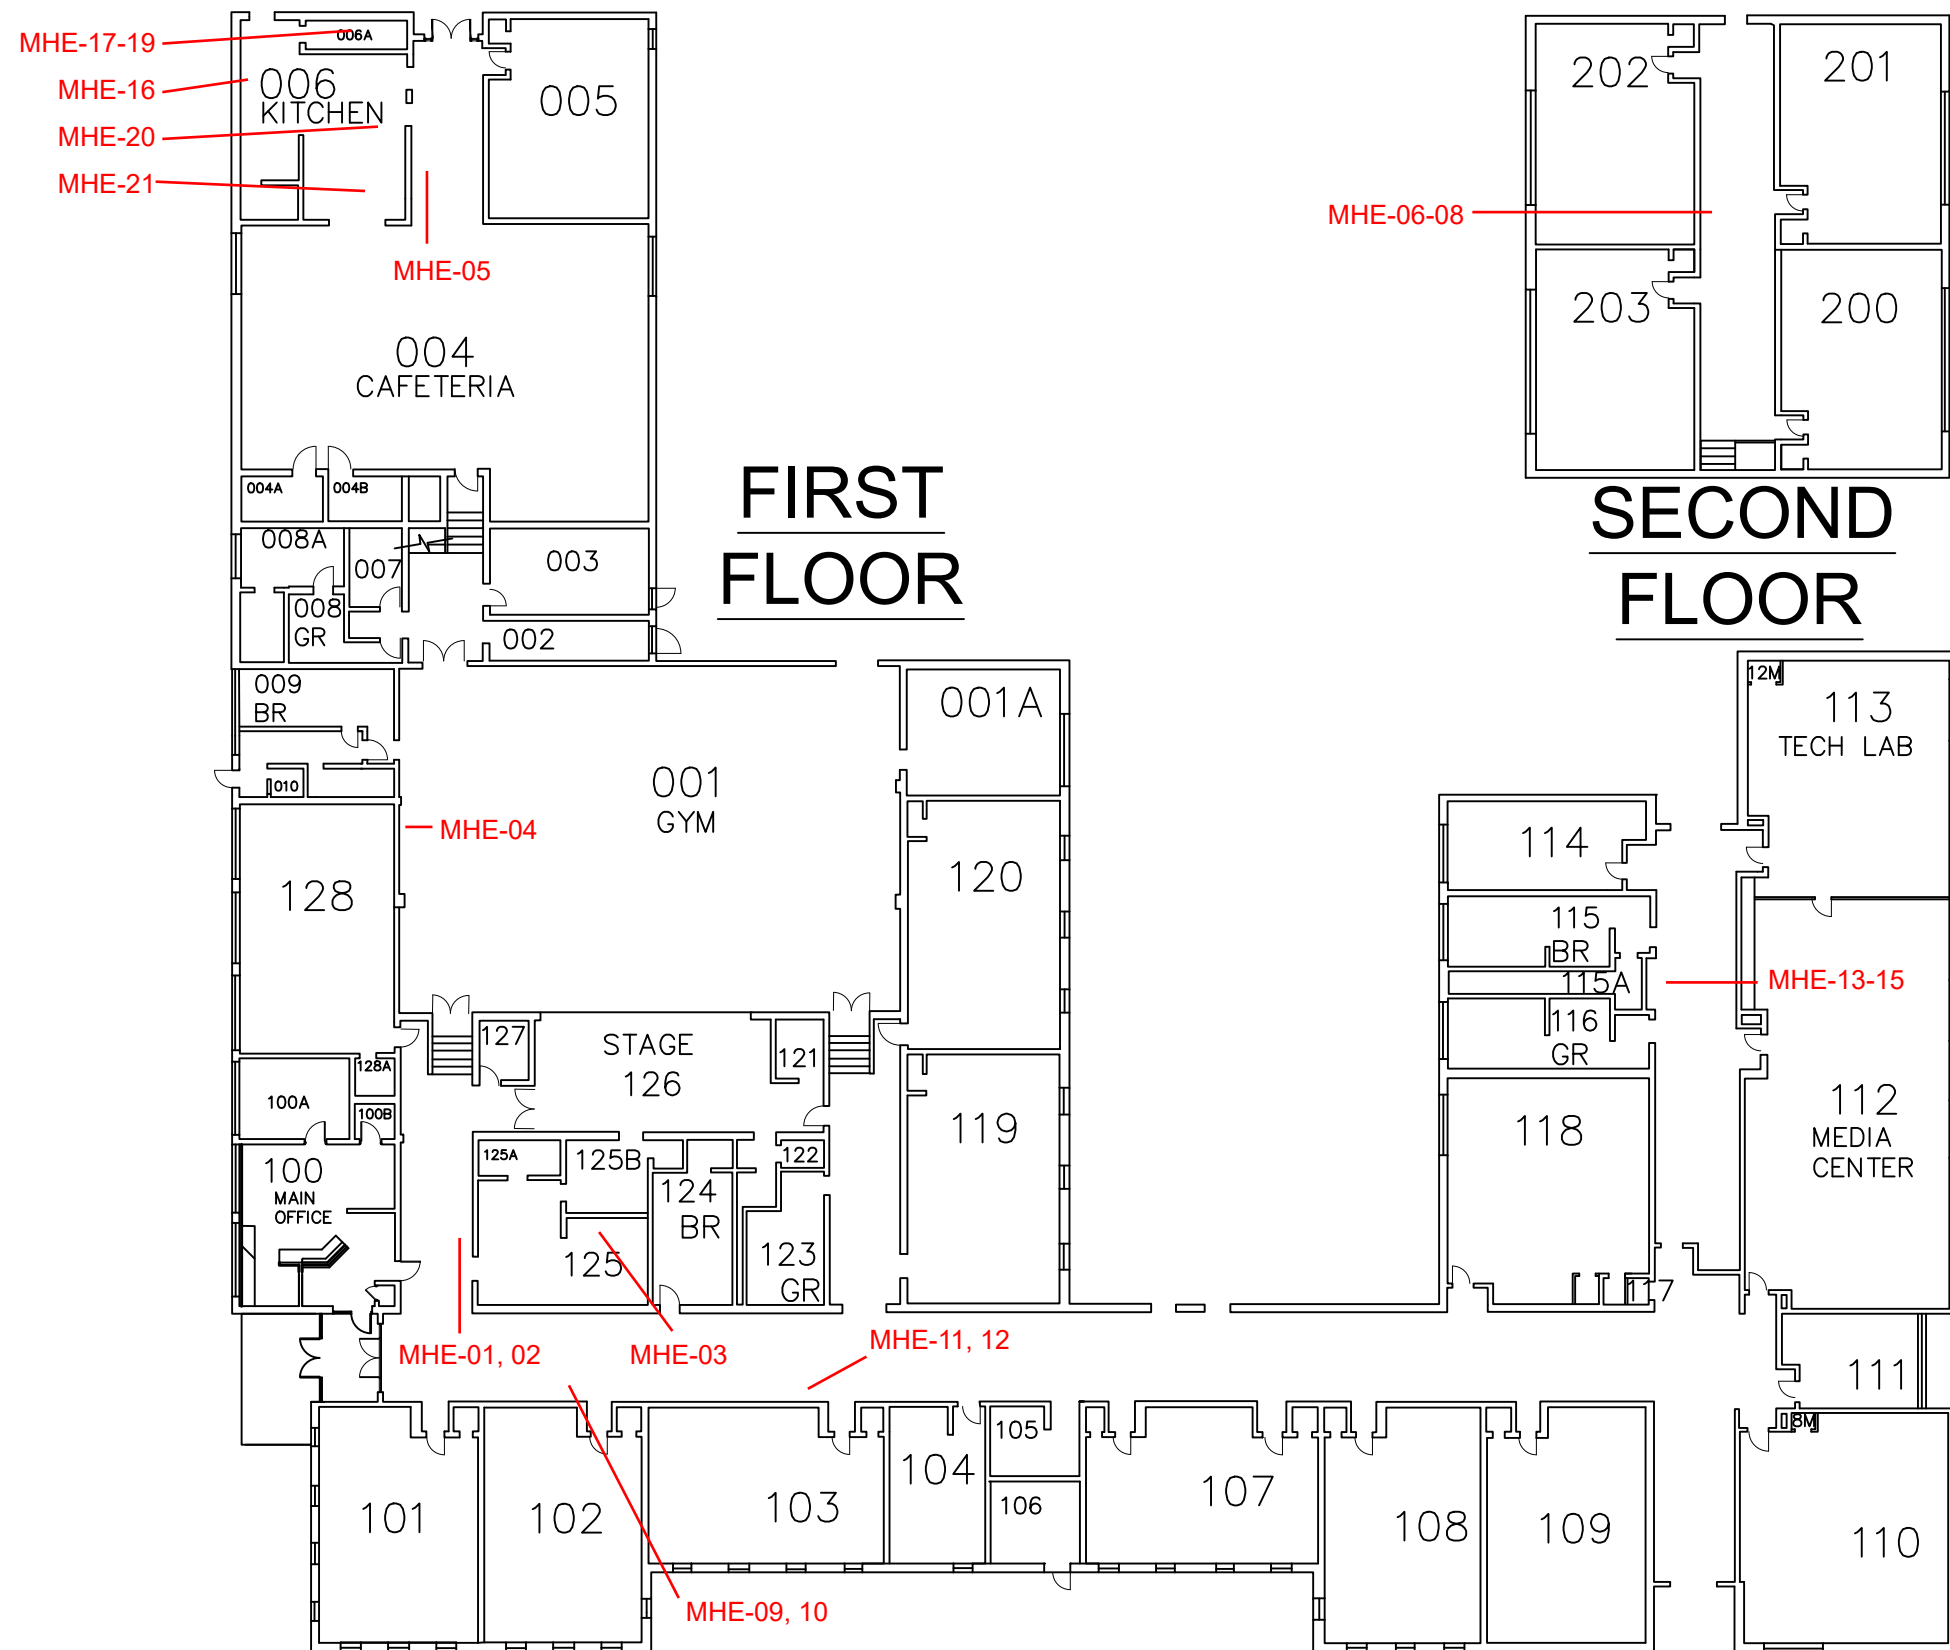 MHE-17-19
006A
MHE-16
006
KITCHEN
MHE-20
MHE-21
005
MHE-05
004
CAFETERIA
004A
004B
008A
007
003
008
GR
002
FIRST
FLOOR
202
201
MHE-06-08
203
200
SECOND
FLOOR
009
BR
010
001
GYM
001A
MHE-04
128
120
12M
113
TECH LAB
114
115
BR
115A
MHE-13-15
116
GR
127
STAGE
126
121
128A
100A
100B
119
118
112
MEDIA
CENTER
125A
125B
122
100
MAIN
OFFICE
124
BR
125
123
GR
117
MHE-01, 02
MHE-03
MHE-11, 12
111
8M
101
102
103
104
105
106
107
108
109
110
MHE-09, 10